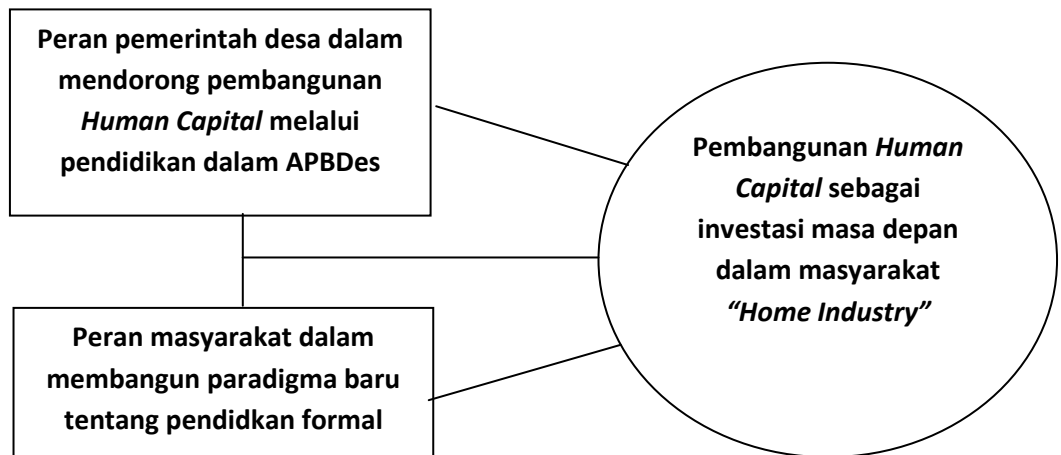 Peran pemerintah desa dalam
mendorong pembangunan
Human Capital melalui
pendidikan dalam APBDes
Pembangunan Human
Capital sebagai
investasi masa depan
dalam masyarakat
“Home Industry”
Peran masyarakat dalam
membangun paradigma baru
tentang pendidkan formal